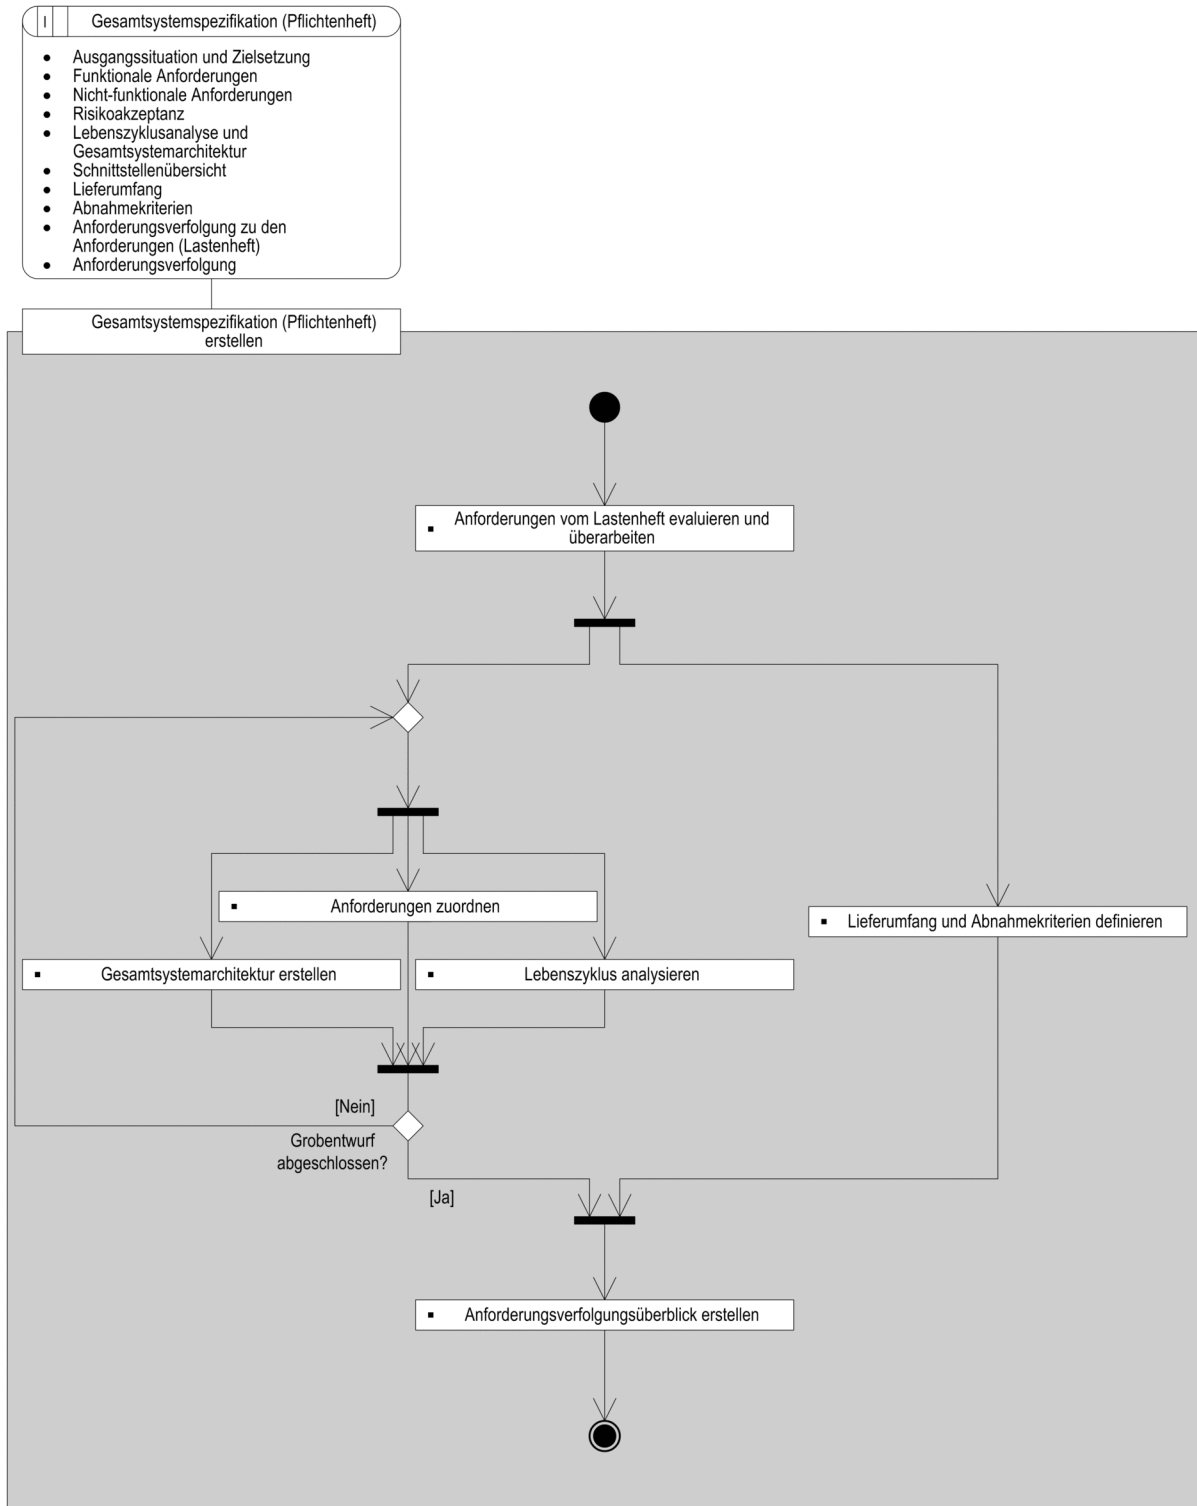 I
Gesamtsystemspezifikation (Pflichtenheft)
● Ausgangssituation und Zielsetzung
● Funktionale Anforderungen
● Nicht-funktionale Anforderungen
● Risikoakzeptanz
● Lebenszyklusanalyse und
Gesamtsystemarchitektur
● Schnittstellenübersicht
● Lieferumfang
● Abnahmekriterien
● Anforderungsverfolgung zu den
Anforderungen (Lastenheft)
● Anforderungsverfolgung
Gesamtsystemspezifikation (Pflichtenheft)
erstellen
Anforderungen vom Lastenheft evaluieren und
überarbeiten
Anforderungen zuordnen
Lieferumfang und Abnahmekriterien definieren
Gesamtsystemarchitektur erstellen
Lebenszyklus analysieren
[Nein]
Grobentwurf
abgeschlossen?
[Ja]
Anforderungsverfolgungsüberblick erstellen